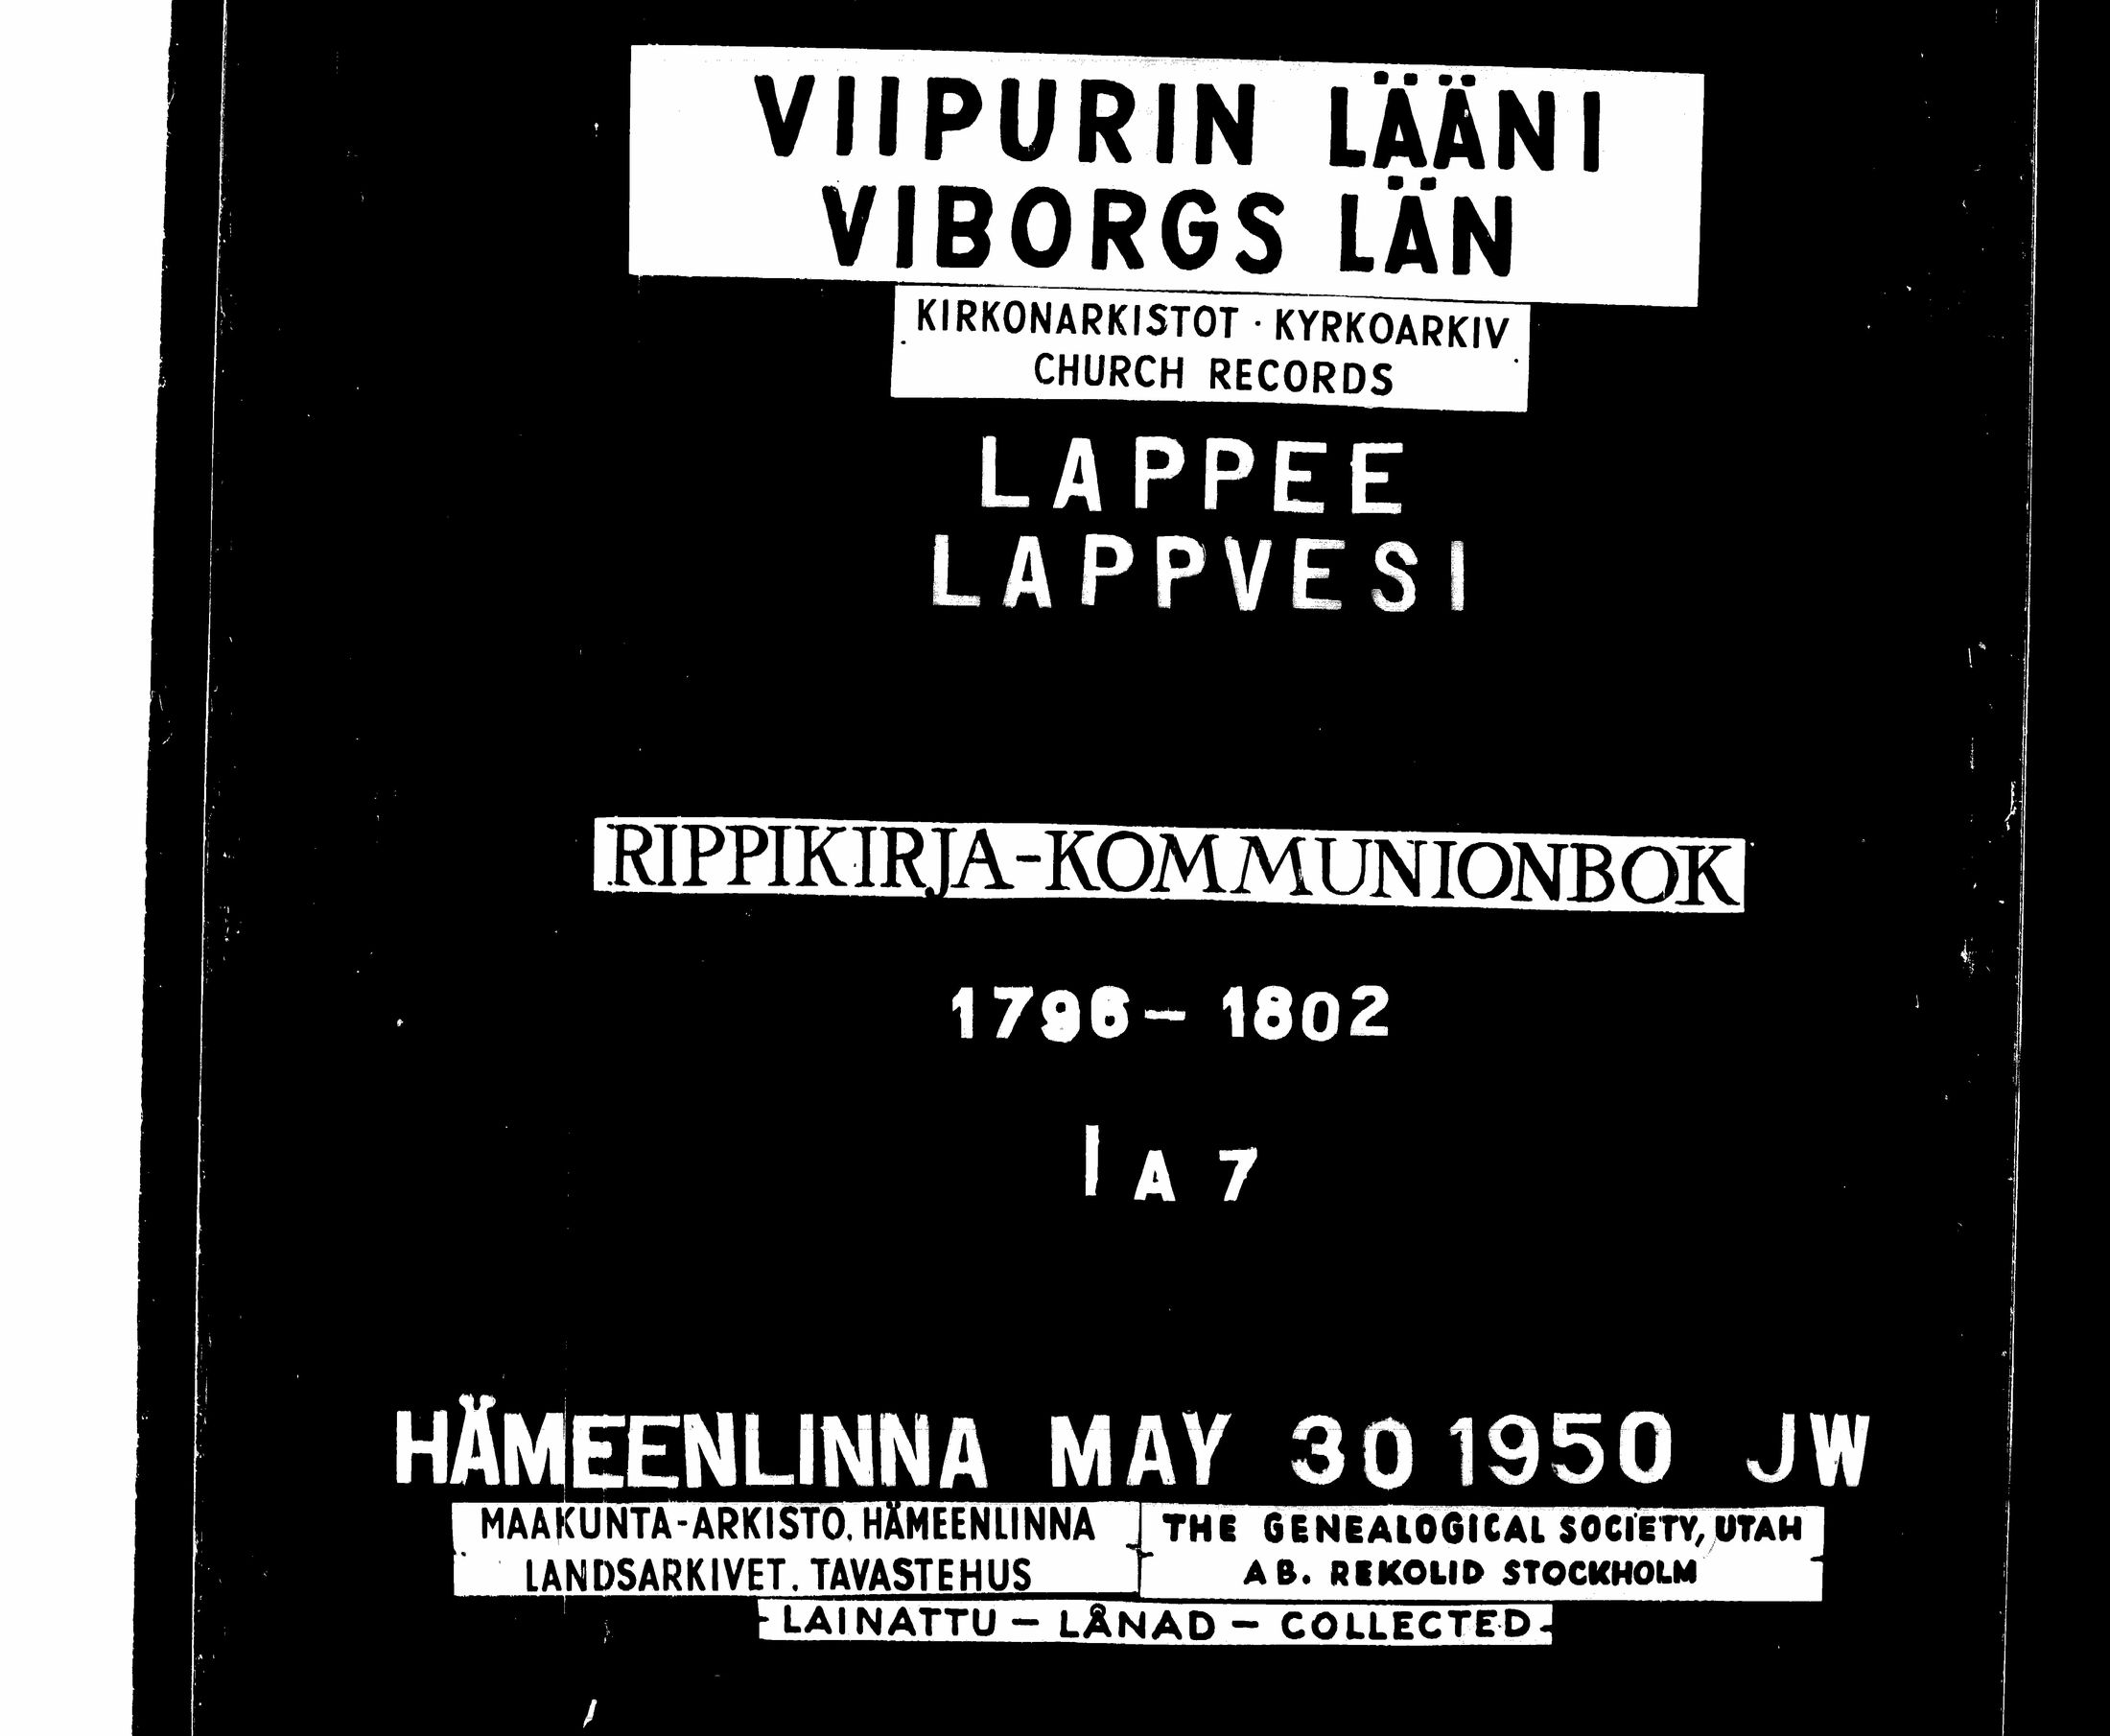 VIIPURIN LÄÄNI
VIBORGS LÄN
KIRKONARKISTOT · KYRKOARKIV
CHURCH RECORDS
LAPPEE
LAPPVESI
RIPPIKIRJA-KOMMUNIONBOK
1796-1802
I A 7
HÄMEENLINNA MAY 30 1950 JW
MAAKUNTA-ARKISTO, HÄMEENLINNA
LANDSARKIVET, TAVASTEHUS
THE GENEALOGICAL SOCIETY, UTAH
AB. REKOLID STOCKHOLM
LAINATTU - LÅNAD - COLLECTED